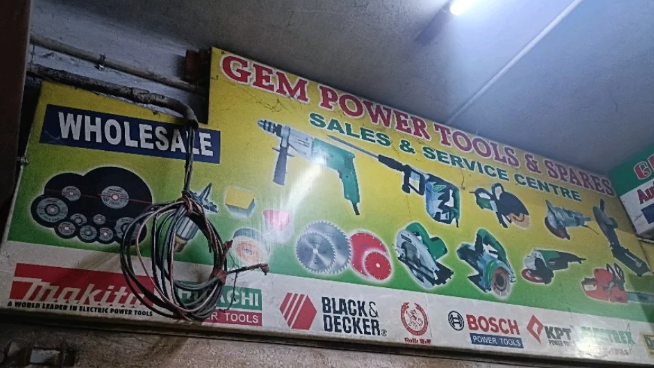 GEM POWER TOOLS & SPARES
SALES & SERVICE CENTRE
WHOLESALE
Makita
A WORLD LEADER IN ELECTRIC POWER TOOLS
HITACHI
POWER TOOLS
BLACK&
DECKER®
BOSCH
POWER TOOLS
KPT